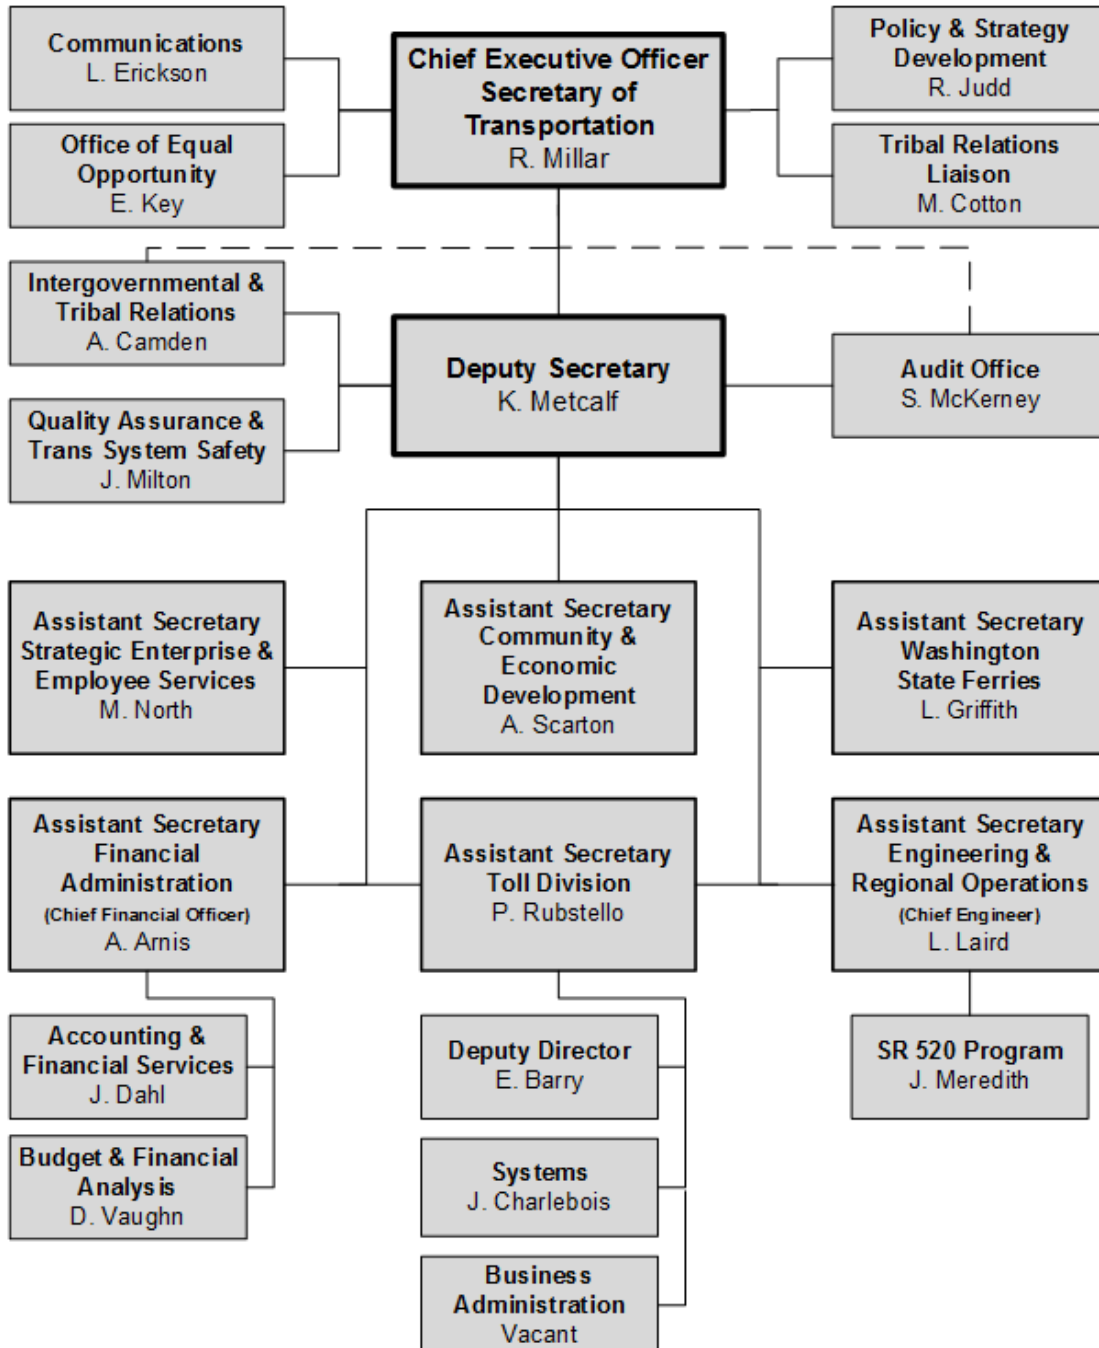 Communications
L. Erickson
Chief Executive Officer
Secretary of
Transportation
R. Millar
Policy & Strategy
Development
R. Judd
Office of Equal
Opportunity
E. Key
Tribal Relations
Liaison
M. Cotton
Intergovernmental &
Tribal Relations
A. Camden
Deputy Secretary
K. Metcalf
Audit Office
S. McKerney
Quality Assurance &
Trans System Safety
J. Milton
Assistant Secretary
Strategic Enterprise &
Employee Services
M. North
Assistant Secretary
Community &
Economic
Development
A. Scarton
Assistant Secretary
Washington
State Ferries
L. Griffith
Assistant Secretary
Financial
Administration
(Chief Financial Officer)
A. Arnis
Assistant Secretary
Toll Division
P. Rubstello
Assistant Secretary
Engineering &
Regional Operations
(Chief Engineer)
L. Laird
Accounting &
Financial Services
J. Dahl
Deputy Director
E. Barry
SR 520 Program
J. Meredith
Budget & Financial
Analysis
D. Vaughn
Systems
J. Charlebois
Business
Administration
Vacant